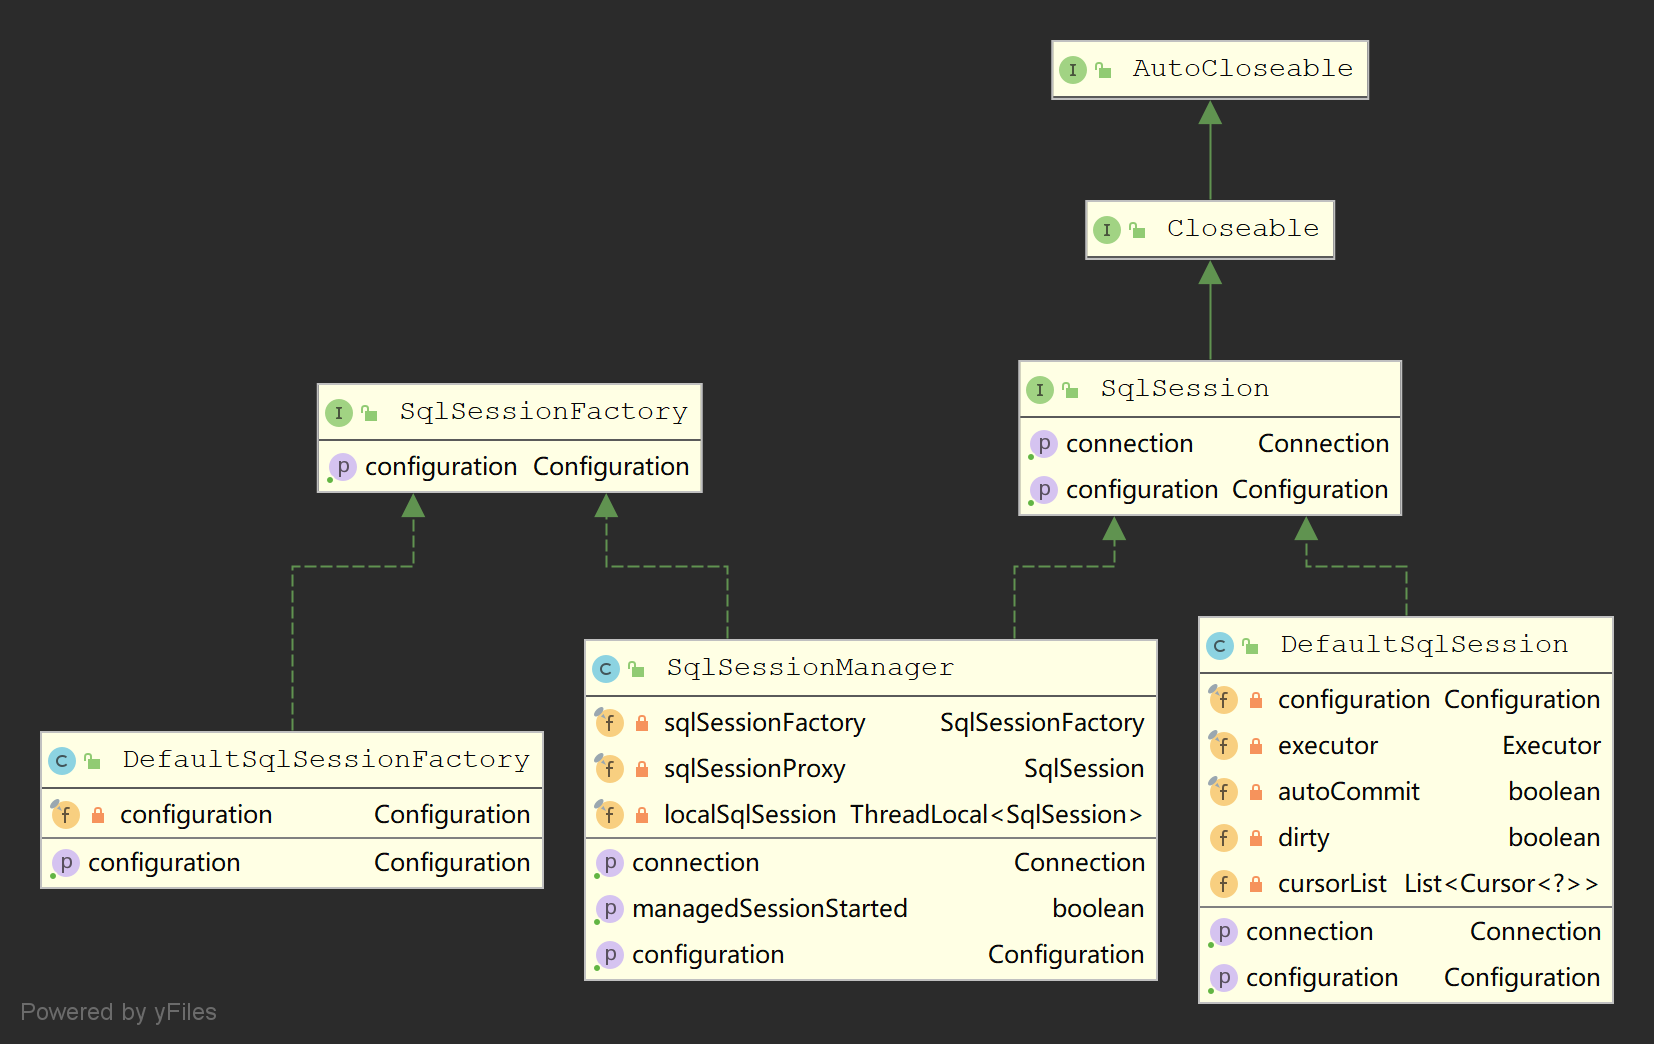 I AutoCloseable
I Closeable
I SqlSessionFactory
p configuration Configuration
I SqlSession
p connection Connection
p configuration Configuration
C DefaultSqlSessionFactory
f configuration Configuration
p configuration Configuration
C SqlSessionManager
f sqlSessionFactory SqlSessionFactory
f sqlSessionProxy SqlSession
f localSqlSession ThreadLocal<SqlSession>
p connection Connection
p managedSessionStarted boolean
p configuration Configuration
C DefaultSqlSession
f configuration Configuration
f executor Executor
f autoCommit boolean
f dirty boolean
f cursorList List<Cursor<?>>
p connection Connection
p configuration Configuration
Powered by yFiles